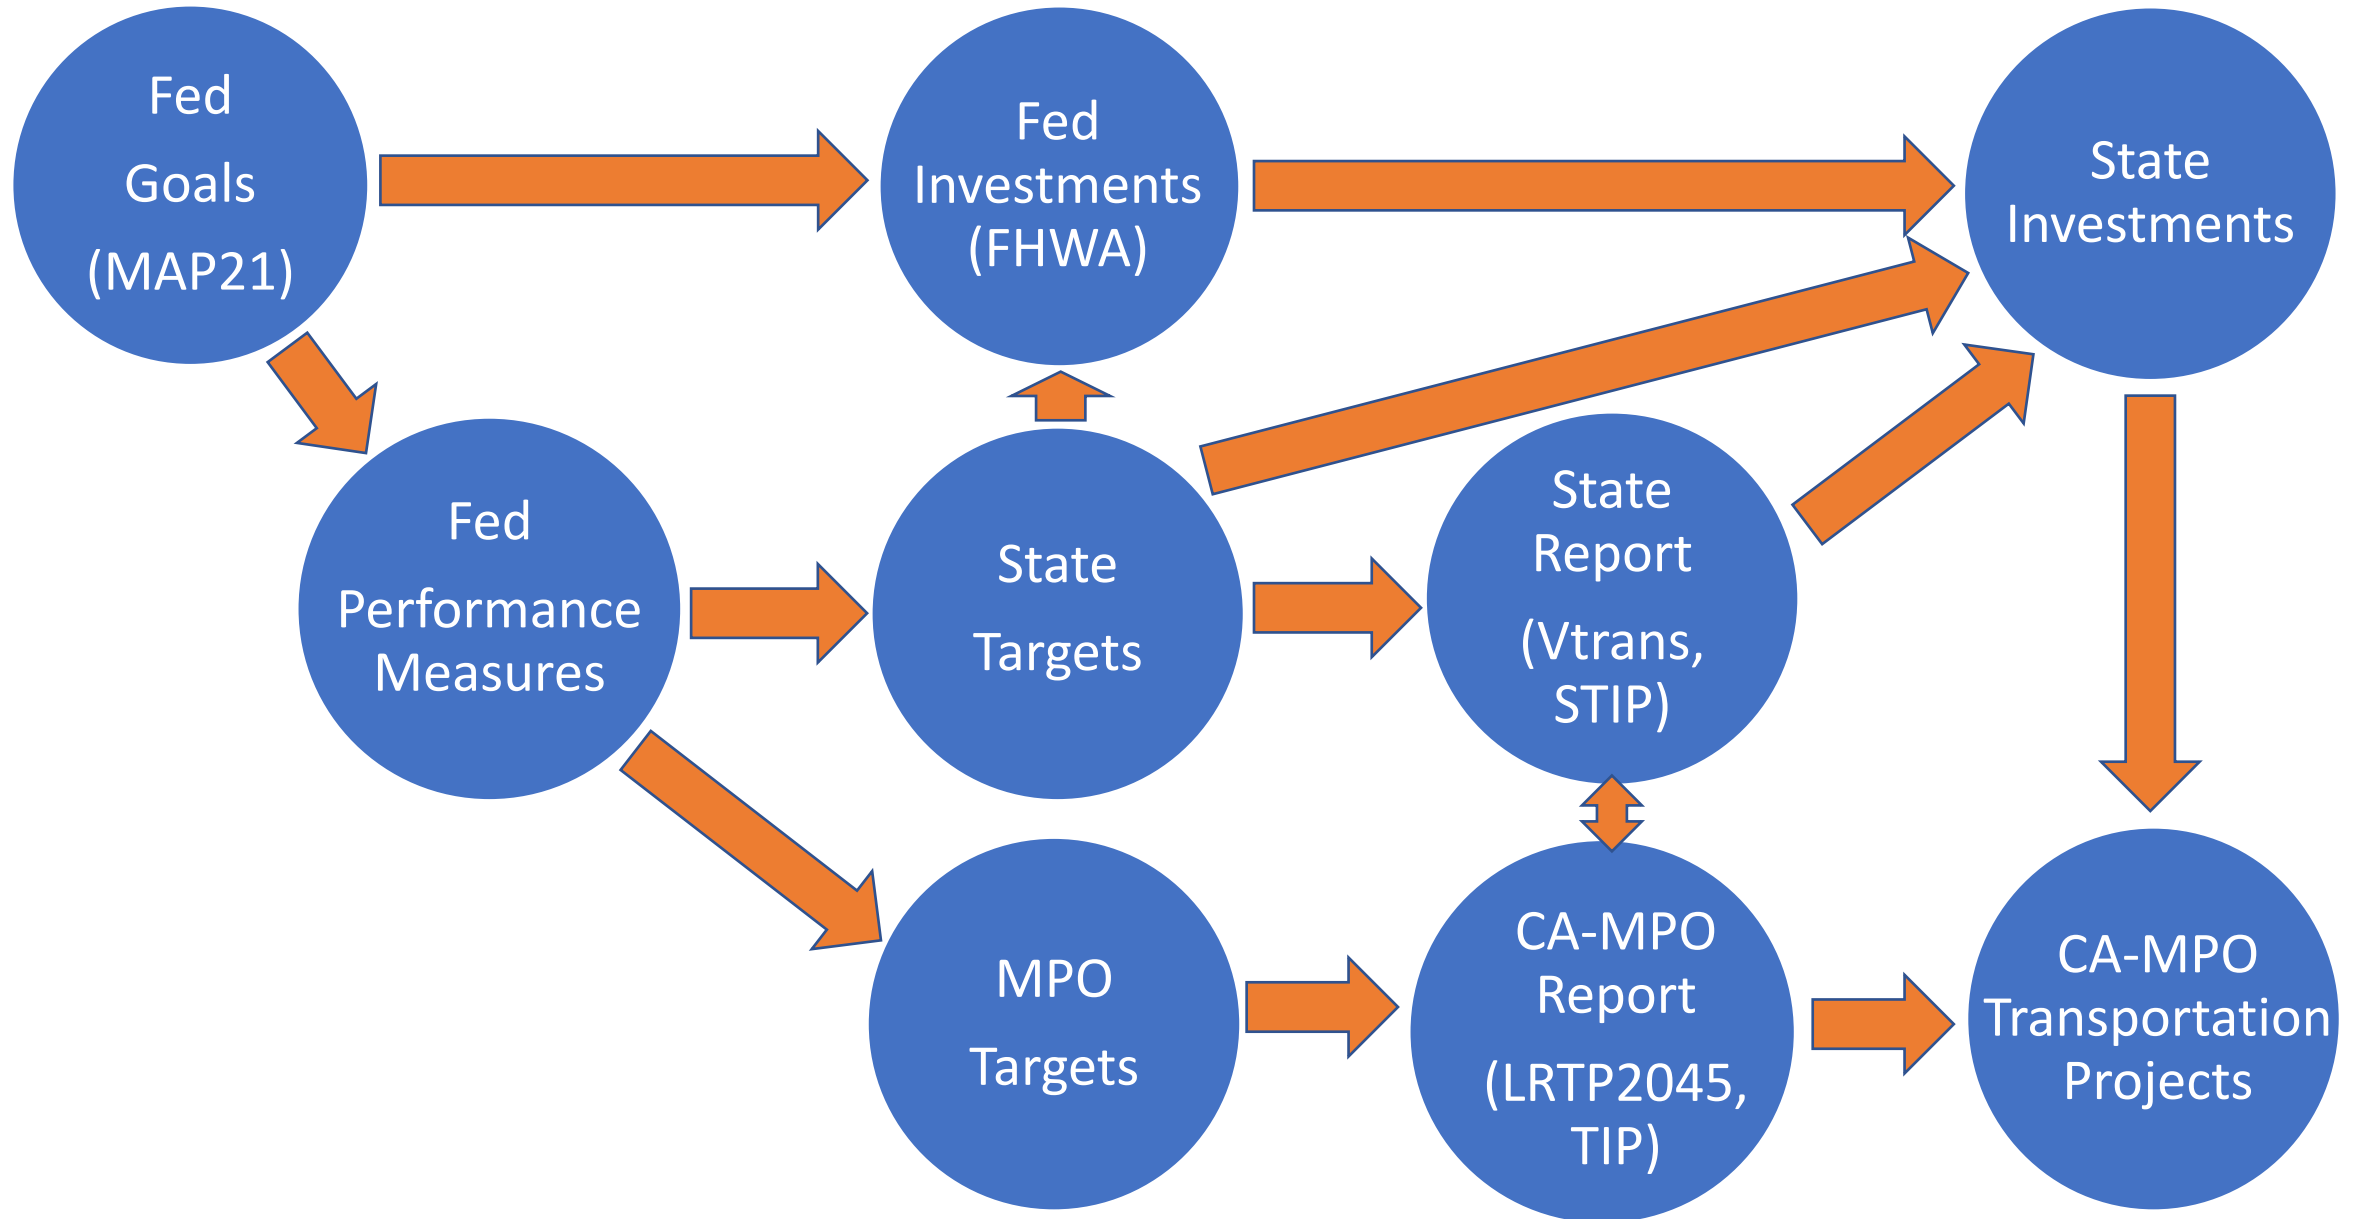 Fed
Goals
(MAP21)
Fed
Investments
(FHWA)
State
Investments
Fed
Performance
Measures
State
Targets
State
Report
(Vtrans,
STIP)
MPO
Targets
CA-MPO
Report
(LRTP2045,
TIP)
CA-MPO
Transportation
Projects